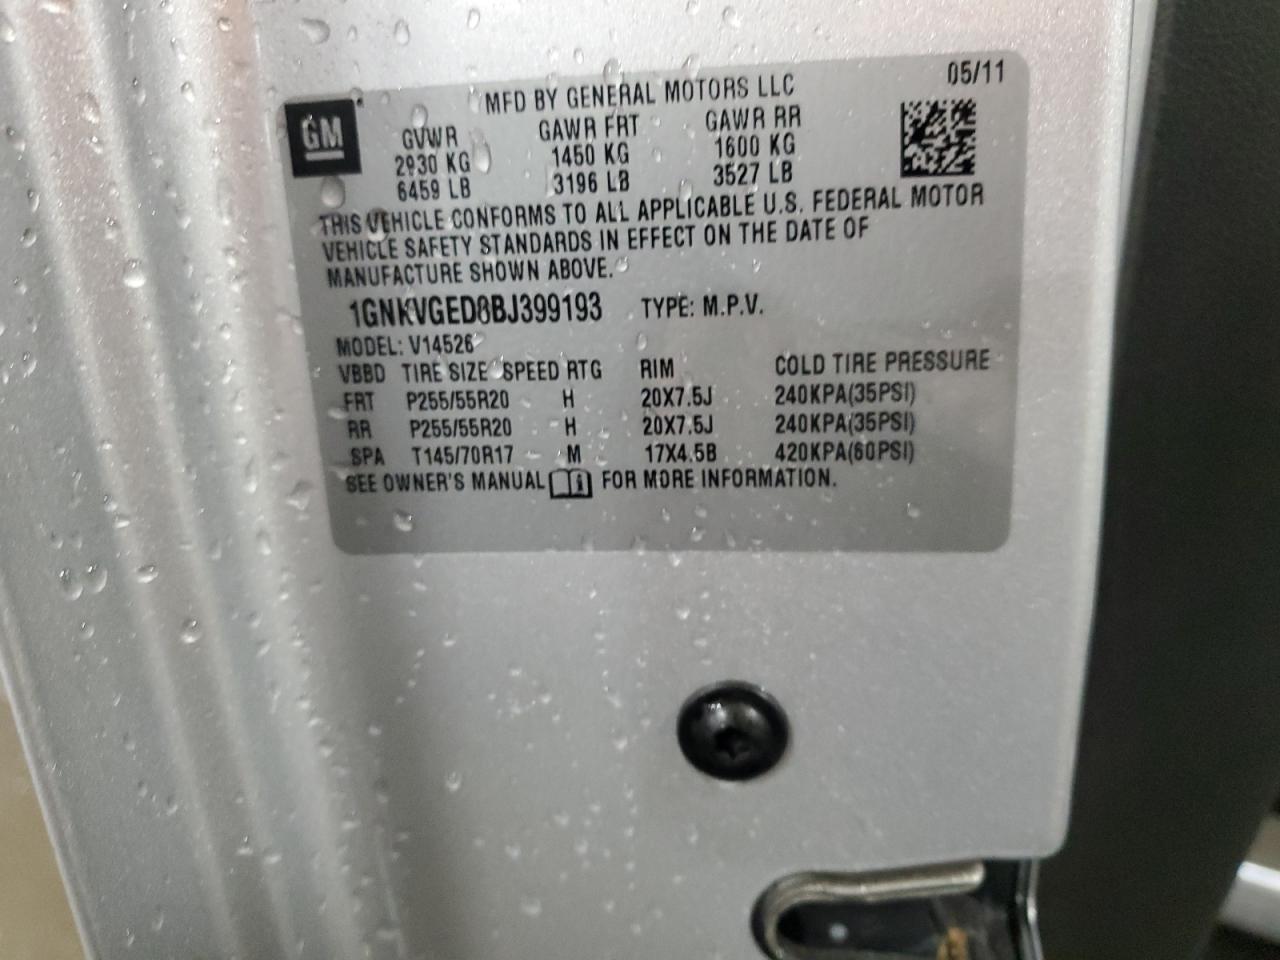 05/11
MFD BY GENERAL MOTORS LLC
GM
GVWR GAWR FRT GAWR RR
2930 KG 1450 KG 1600 KG
6459 LB 3196 LB 3527 LB
THIS VEHICLE CONFORMS TO ALL APPLICABLE U.S. FEDERAL MOTOR
VEHICLE SAFETY STANDARDS IN EFFECT ON THE DATE OF
MANUFACTURE SHOWN ABOVE.
1GNKVGED8BJ399193 TYPE: M.P.V.
MODEL: V14526
VBBD TIRE SIZE SPEED RTG RIM COLD TIRE PRESSURE
FRT P255/55R20 H 20X7.5J 240KPA(35PSI)
RR P255/55R20 H 20X7.5J 240KPA(35PSI)
SPA T145/70R17 M 17X4.5B 420KPA(60PSI)
SEE OWNER'S MANUAL FOR MORE INFORMATION.